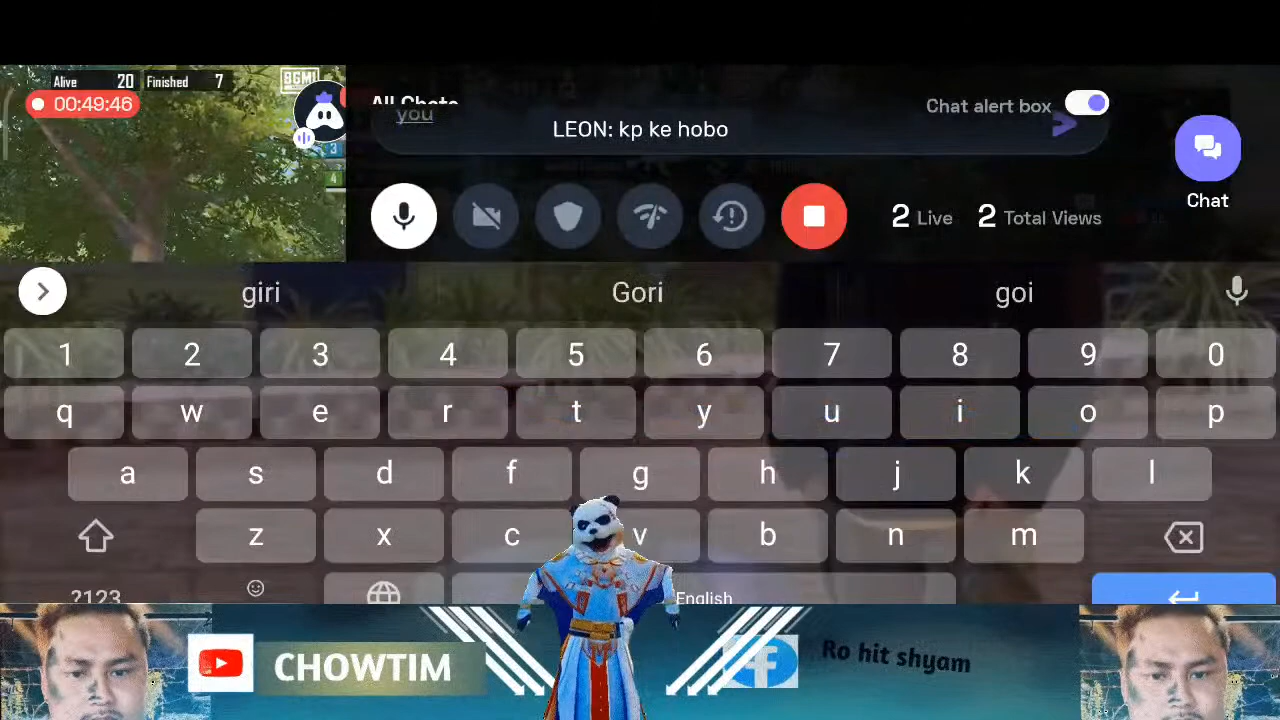 Alive 20 Finished 7
BGMI
00:49:46
3
4
All Chats
you
LEON: kp ke hobo
Chat alert box
Chat
2 Live 2 Total Views
giri Gori goi
1 2 3 4 5 6 7 8 9 0
q w e r t y u i o p
a s d f g h j k l
z x c v b n m
?123 English
CHOWTIM
Ro hit shyam